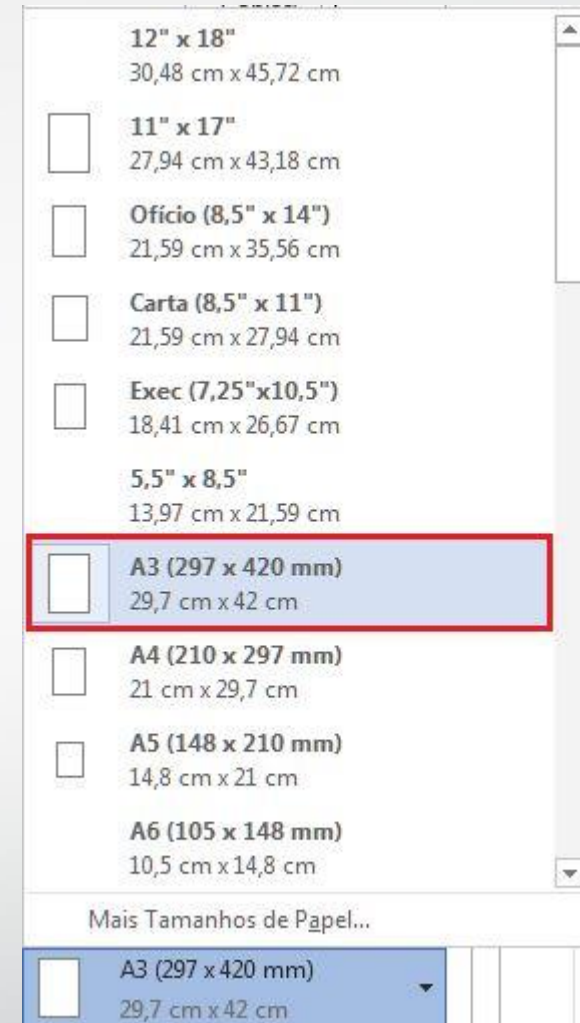 12" x 18"
30,48 cm x 45,72 cm
11" x 17"
27,94 cm x 43,18 cm
Ofício (8,5" x 14")
21,59 cm x 35,56 cm
Carta (8,5" x 11")
21,59 cm x 27,94 cm
Exec (7,25"x10,5")
18,41 cm x 26,67 cm
5,5" x 8,5"
13,97 cm x 21,59 cm
A3 (297 x 420 mm)
29,7 cm x 42 cm
A4 (210 x 297 mm)
21 cm x 29,7 cm
A5 (148 x 210 mm)
14,8 cm x 21 cm
A6 (105 x 148 mm)
10,5 cm x 14,8 cm
Mais Tamanhos de Papel...
A3 (297 x 420 mm)
29,7 cm x 42 cm